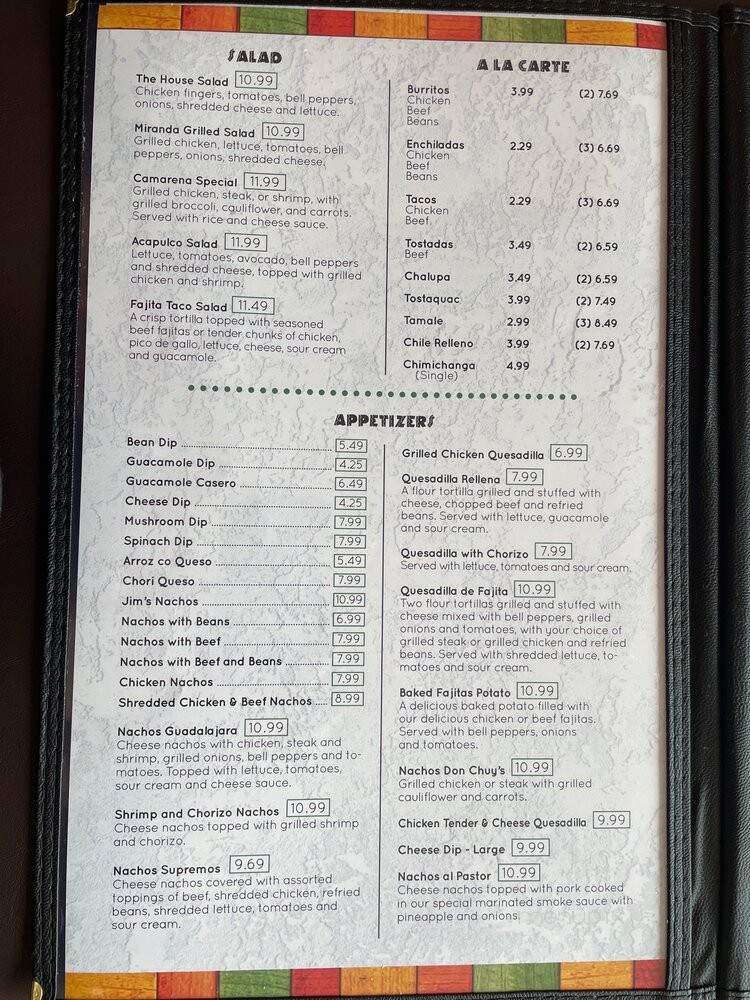 SALAD
The House Salad 10.99
Chicken fingers, tomatoes, bell peppers,
onions, shredded cheese and lettuce.
Miranda Grilled Salad 10.99
Grilled chicken, lettuce, tomatoes, bell
peppers, onions, shredded cheese.
Camarena Special 11.99
Grilled chicken, steak, or shrimp, with
grilled broccoli, cauliflower, and carrots.
Served with rice and cheese sauce.
Acapulco Salad 11.99
Lettuce, tomatoes, avocado, bell peppers
and shredded cheese, topped with grilled
chicken and shrimp.
Fajita Taco Salad 11.49
A crisp tortilla topped with seasoned
beef fajitas or tender chunks of chicken,
pico de gallo, lettuce, cheese, sour cream
and guacamole.
A LA CARTE
Burritos 3.99 (2) 7.69
Chicken
Beef
Beans
Enchiladas 2.29 (3) 6.69
Chicken
Beef
Beans
Tacos 2.29 (3) 6.69
Chicken
Beef
Tostadas 3.49 (2) 6.59
Beef
Chalupa 3.49 (2) 6.59
Tostaquac 3.99 (2) 7.49
Tamale 2.99 (3) 8.49
Chile Relleno 3.99 (2) 7.69
Chimichanga 4.99
(Single)
APPETIZERS
Bean Dip 5.49
Guacamole Dip 4.25
Guacamole Casero 6.49
Cheese Dip 4.25
Mushroom Dip 7.99
Spinach Dip 7.99
Arroz co Queso 5.49
Chori Queso 7.99
Jim's Nachos 10.99
Nachos with Beans 6.99
Nachos with Beef 7.99
Nachos with Beef and Beans 7.99
Chicken Nachos 7.99
Shredded Chicken & Beef Nachos 8.99
Nachos Guadalajara 10.99
Cheese nachos with chicken, steak and
shrimp, grilled onions, bell peppers and to-
matoes. Topped with lettuce, tomatoes,
sour cream and cheese sauce.
Shrimp and Chorizo Nachos 10.99
Cheese nachos topped with grilled shrimp
and chorizo.
Nachos Supremos 9.69
Cheese nachos covered with assorted
toppings of beef, shredded chicken, refried
beans, shredded lettuce, tomatoes and
sour cream.
Grilled Chicken Quesadilla 6.99
Quesadilla Rellena 7.99
A flour tortilla grilled and stuffed with
cheese, chopped beef and refried
beans. Served with lettuce, guacamole
and sour cream.
Quesadilla with Chorizo 7.99
Served with lettuce, tomatoes and sour cream.
Quesadilla de Fajita 10.99
Two flour tortillas grilled and stuffed with
cheese mixed with bell peppers, grilled
onions and tomatoes, with your choice of
grilled steak or grilled chicken and refried
beans. Served with shredded lettuce, to-
matoes and sour cream.
Baked Fajitas Potato 10.99
A delicious baked potato filled with
our delicious chicken or beef fajitas.
Served with bell peppers, onions
and tomatoes.
Nachos Don Chuy's 10.99
Grilled chicken or steak with grilled
cauliflower and carrots.
Chicken Tender & Cheese Quesadilla 9.99
Cheese Dip - Large 9.99
Nachos al Pastor 10.99
Cheese nachos topped with pork cooked
in our special marinated smoke sauce with
pineapple and onions.